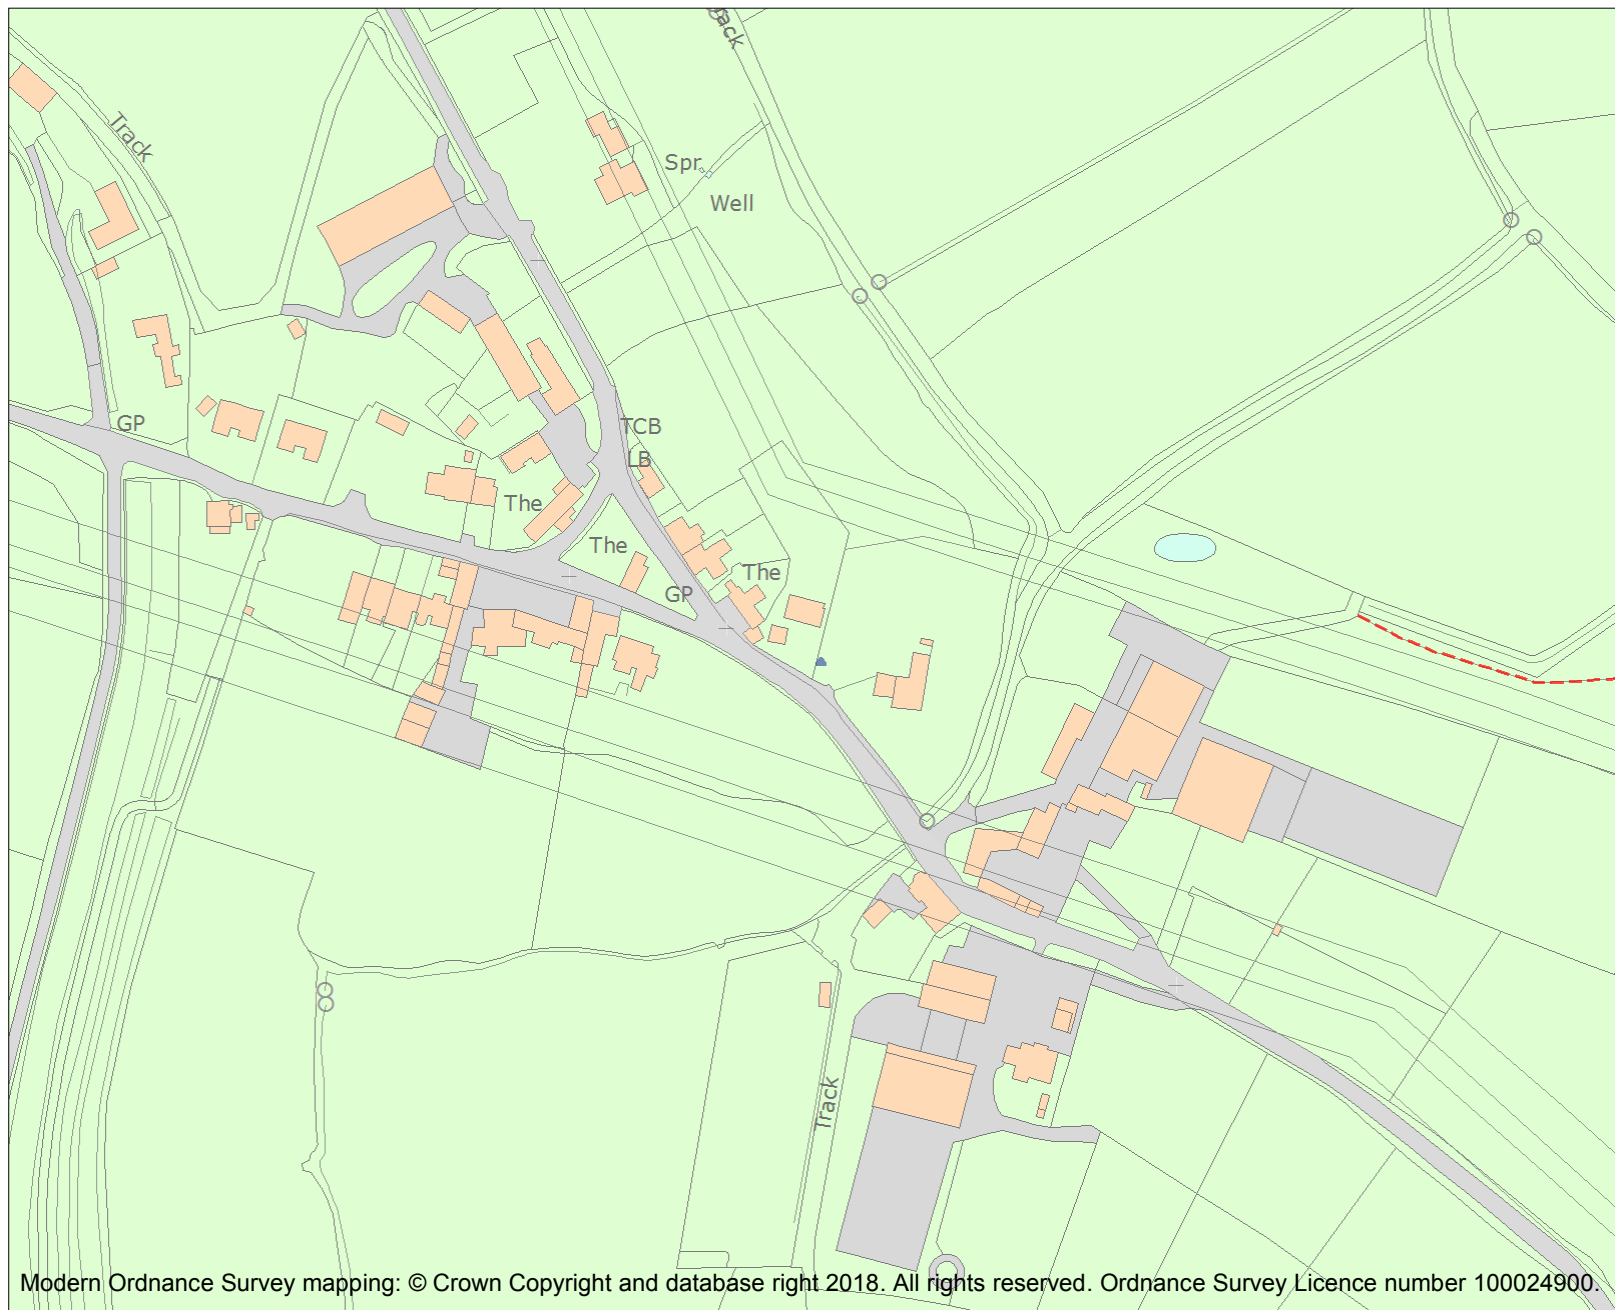 Track
Track
Spr
Well
GP
TCB
LB
The
The
The
GP
Track
Modern Ordnance Survey mapping: © Crown Copyright and database right 2018. All rights reserved. Ordnance Survey Licence number 100024900.